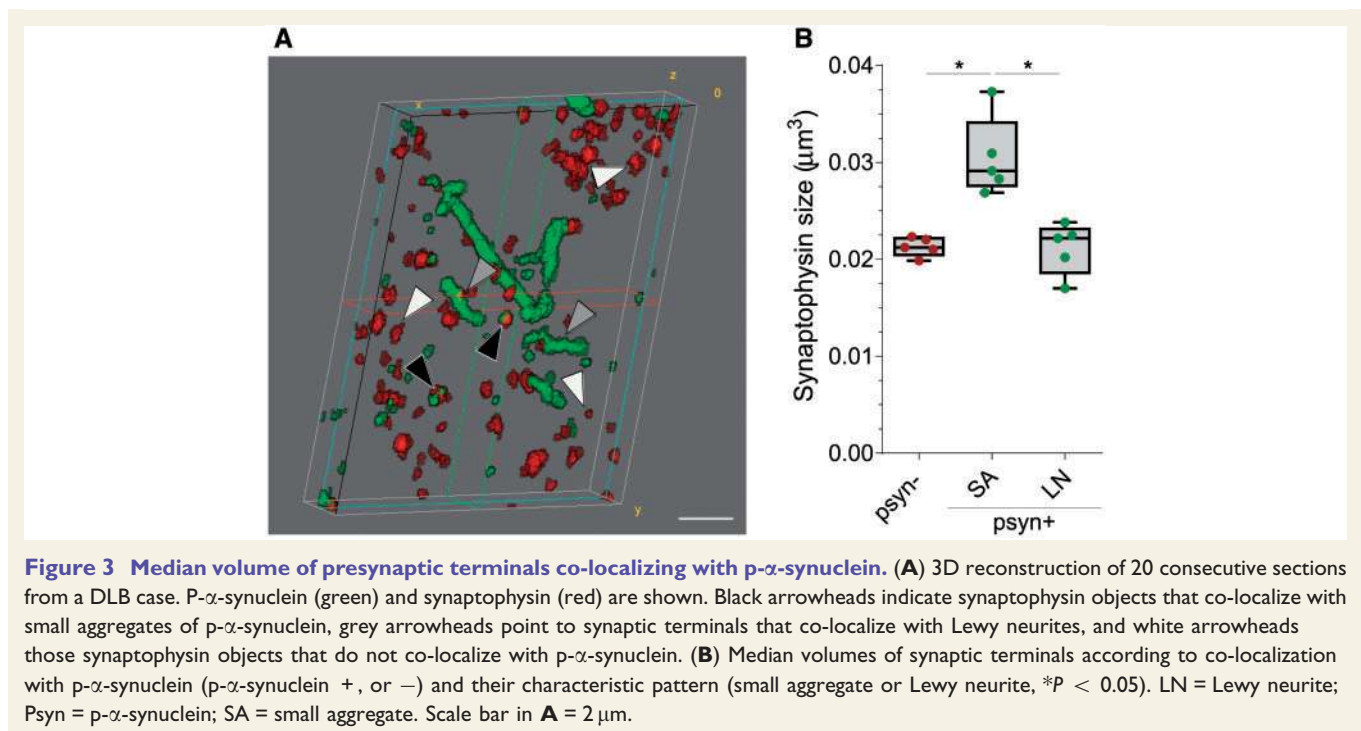 A
x
z
0
y
B
* *
Synaptophysin size (μm³)
0.04
0.03
0.02
0.01
0.00
psyn-
SA
LN
psyn+
Figure 3 Median volume of presynaptic terminals co-localizing with p-α-synuclein. (A) 3D reconstruction of 20 consecutive sections
from a DLB case. P-α-synuclein (green) and synaptophysin (red) are shown. Black arrowheads indicate synaptophysin objects that co-localize with
small aggregates of p-α-synuclein, grey arrowheads point to synaptic terminals that co-localize with Lewy neurites, and white arrowheads
those synaptophysin objects that do not co-localize with p-α-synuclein. (B) Median volumes of synaptic terminals according to co-localization
with p-α-synuclein (p-α-synuclein +, or −) and their characteristic pattern (small aggregate or Lewy neurite, *P < 0.05). LN = Lewy neurite;
Psyn = p-α-synuclein; SA = small aggregate. Scale bar in A = 2 μm.